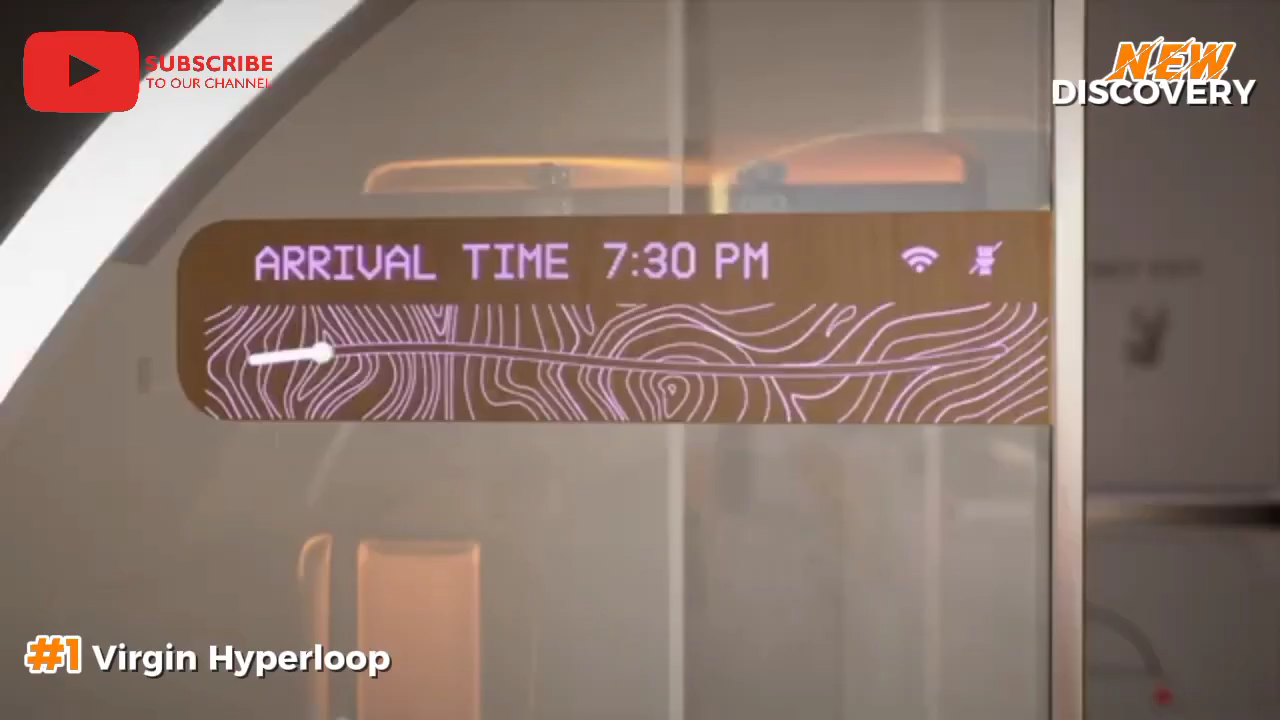 SUBSCRIBE
TO OUR CHANNEL
NEW
DISCOVERY
ARRIVAL TIME 7:30 PM
#1 Virgin Hyperloop